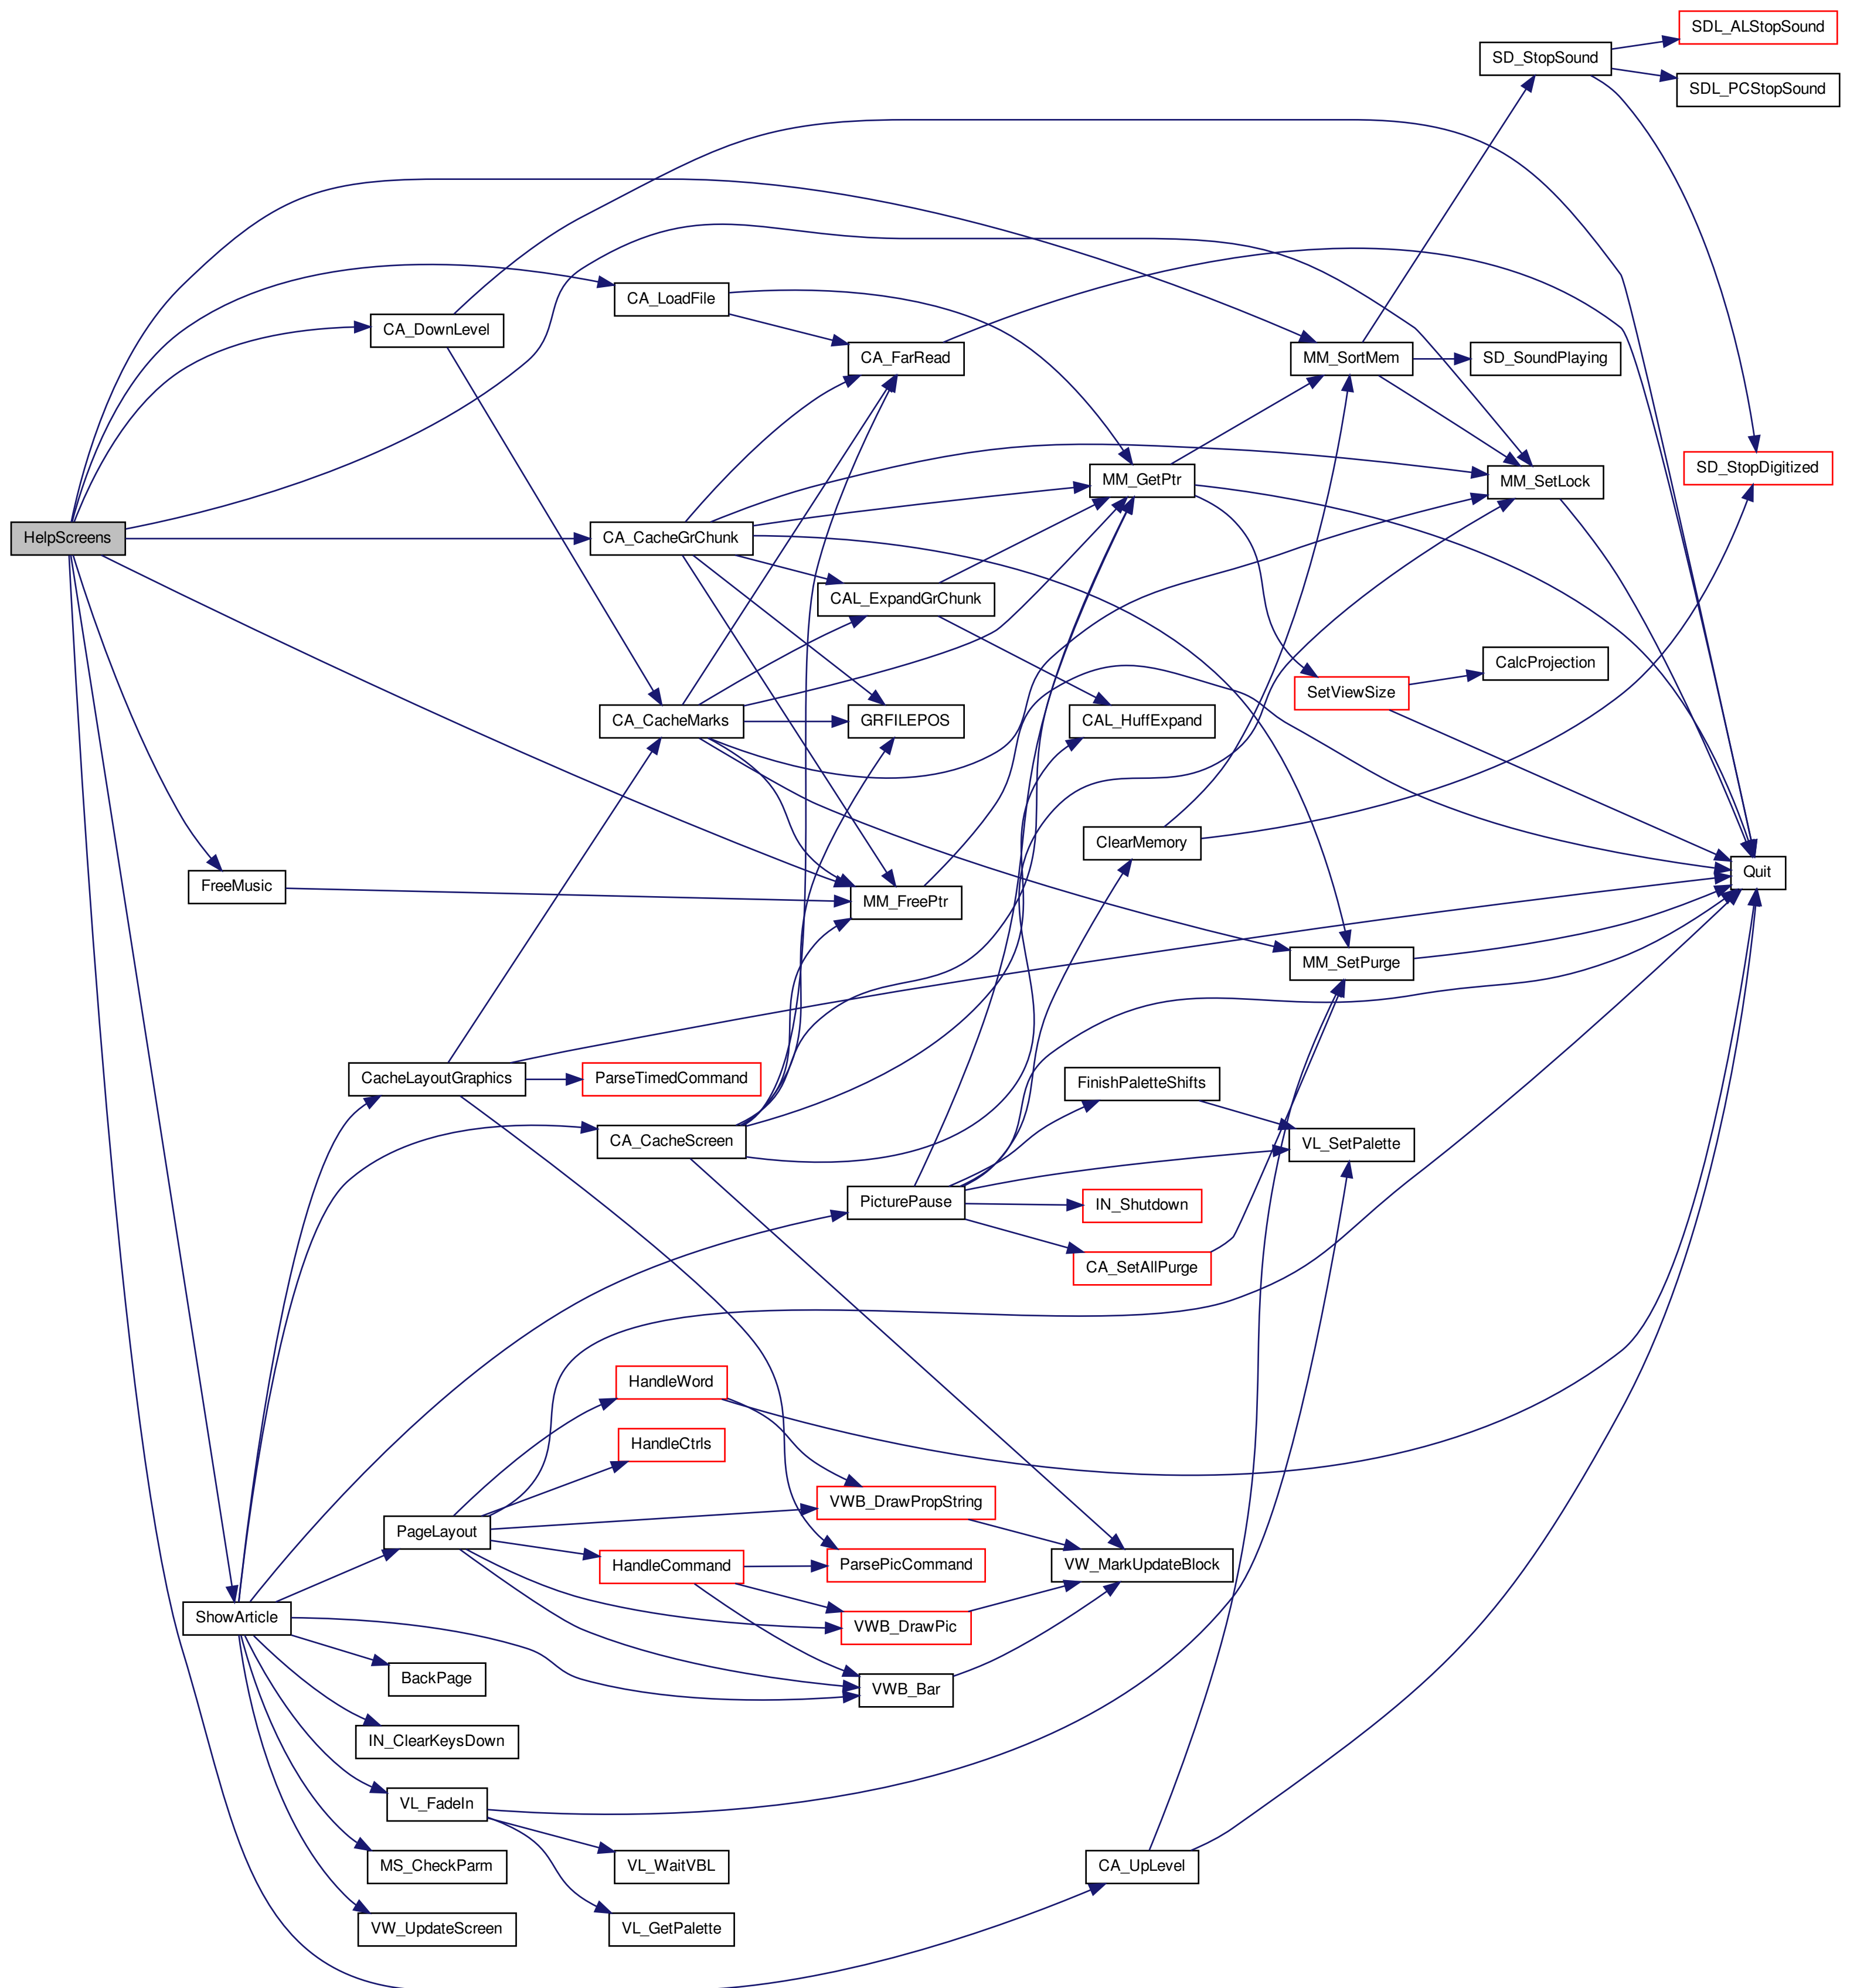 SDL_ALStopSound
SD_StopSound
SDL_PCStopSound
CA_LoadFile
CA_DownLevel
CA_FarRead
MM_SortMem
SD_SoundPlaying
SD_StopDigitized
MM_GetPtr
MM_SetLock
HelpScreens
CA_CacheGrChunk
CAL_ExpandGrChunk
CalcProjection
SetViewSize
CA_CacheMarks
GRFILEPOS
CAL_HuffExpand
ClearMemory
Quit
FreeMusic
MM_FreePtr
MM_SetPurge
CacheLayoutGraphics
ParseTimedCommand
FinishPaletteShifts
CA_CacheScreen
VL_SetPalette
PicturePause
IN_Shutdown
CA_SetAllPurge
HandleWord
HandleCtrls
VWB_DrawPropString
PageLayout
HandleCommand
ParsePicCommand
VW_MarkUpdateBlock
ShowArticle
VWB_DrawPic
BackPage
VWB_Bar
IN_ClearKeysDown
VL_FadeIn
MS_CheckParm
VL_WaitVBL
CA_UpLevel
VW_UpdateScreen
VL_GetPalette